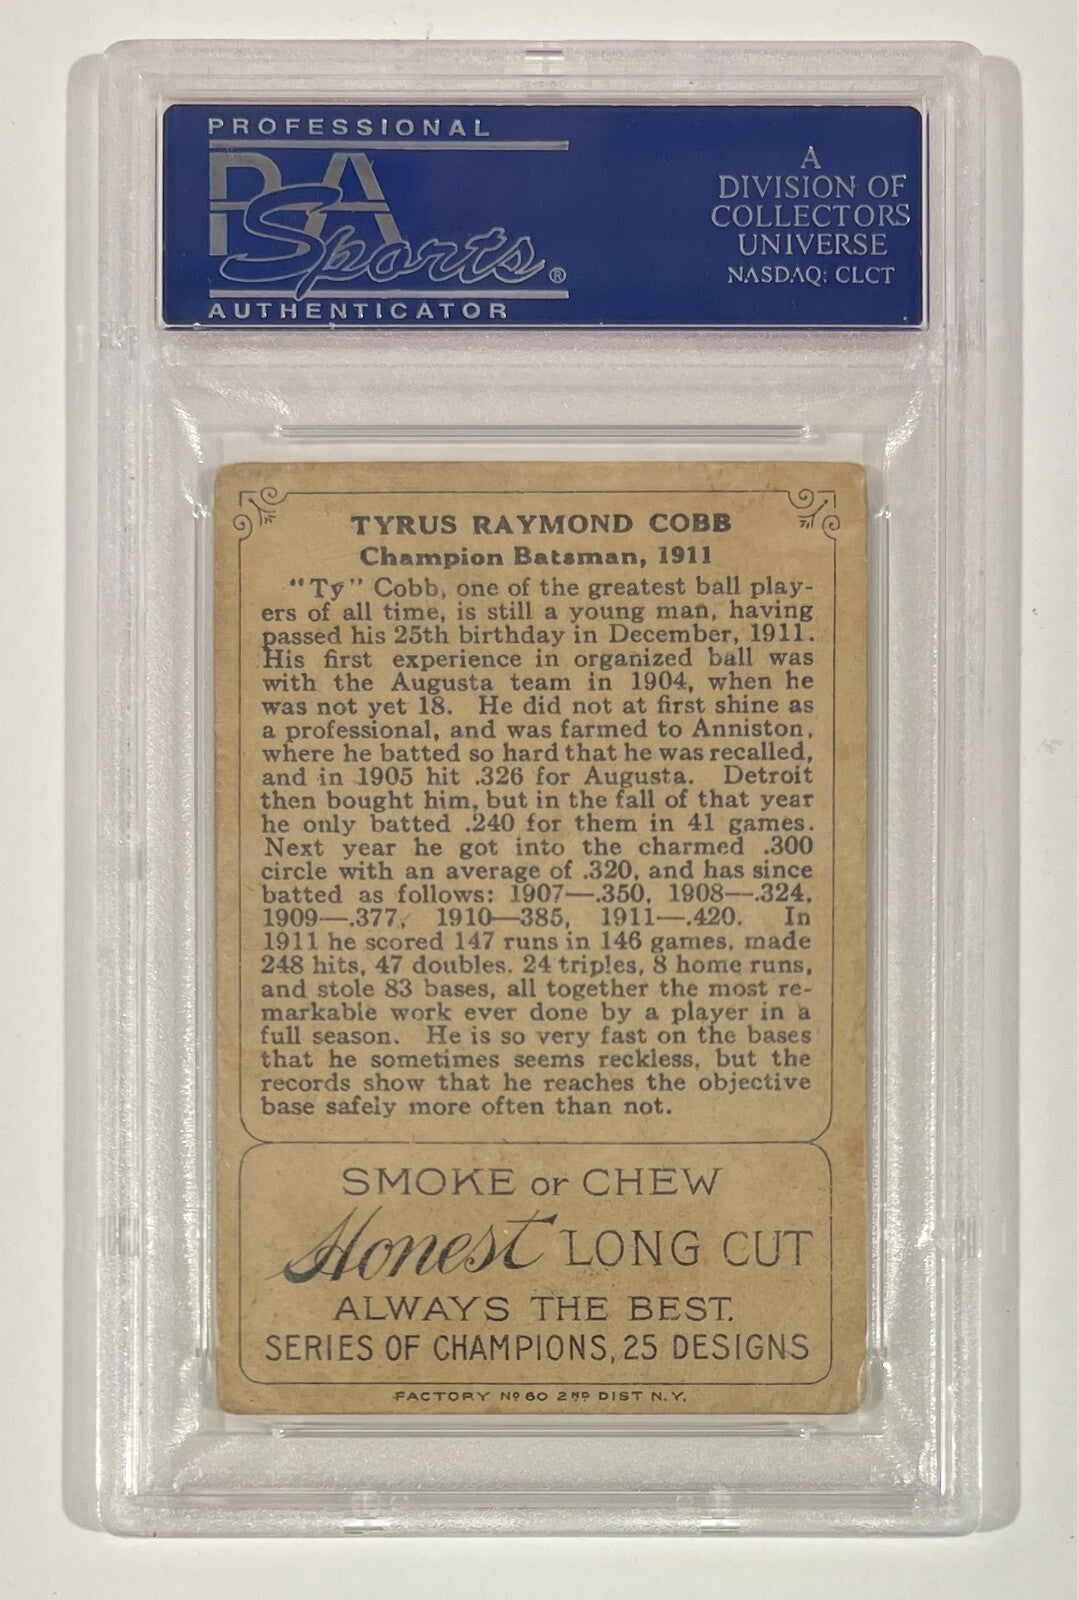 PROFESSIONAL
PSA
Sports®
AUTHENTICATOR
A
DIVISION OF
COLLECTORS
UNIVERSE
NASDAQ: CLCT
TYRUS RAYMOND COBB
Champion Batsman, 1911
"Ty" Cobb, one of the greatest ball play-
ers of all time, is still a young man, having
passed his 25th birthday in December, 1911.
His first experience in organized ball was
with the Augusta team in 1904, when he
was not yet 18. He did not at first shine as
a professional, and was farmed to Anniston,
where he batted so hard that he was recalled,
and in 1905 hit .326 for Augusta. Detroit
then bought him, but in the fall of that year
he only batted .240 for them in 41 games.
Next year he got into the charmed .300
circle with an average of .320, and has since
batted as follows: 1907—.350, 1908—.324,
1909—.377, 1910—385, 1911—.420. In
1911 he scored 147 runs in 146 games, made
248 hits, 47 doubles. 24 triples, 8 home runs,
and stole 83 bases, all together the most re-
markable work ever done by a player in a
full season. He is so very fast on the bases
that he sometimes seems reckless, but the
records show that he reaches the objective
base safely more often than not.
SMOKE or CHEW
Honest LONG CUT
ALWAYS THE BEST.
SERIES OF CHAMPIONS, 25 DESIGNS
FACTORY Nº 60 2ND DIST N.Y.